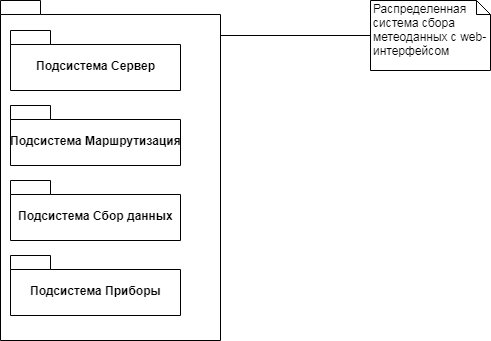 Распределенная
система сбора
метеоданных с web-
интерфейсом
Подсистема Сервер
Подсистема Маршрутизация
Подсистема Сбор данных
Подсистема Приборы